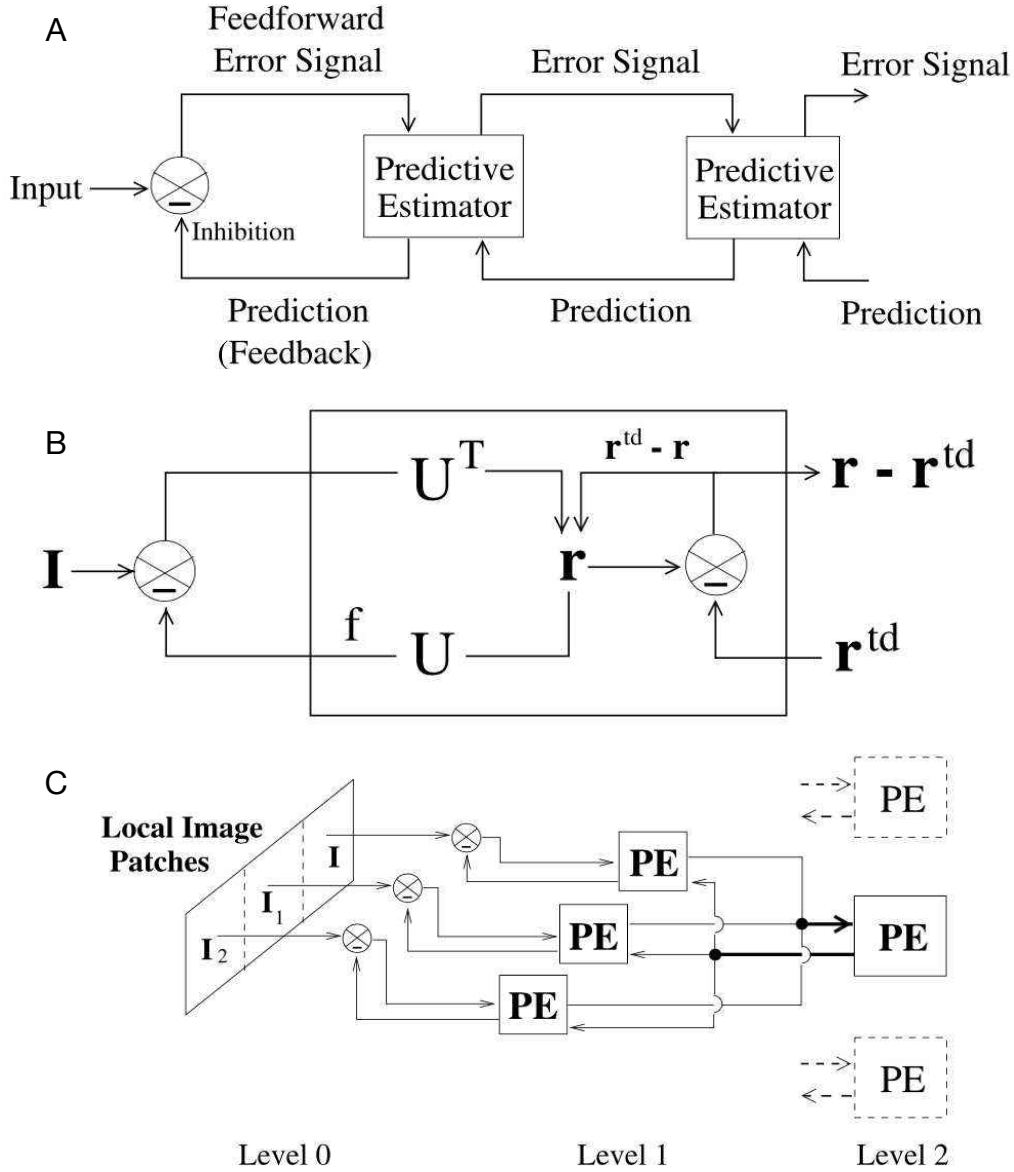 A
Feedforward
Error Signal
Error Signal
Error Signal
Input
Predictive
Estimator
Predictive
Estimator
Inhibition
Prediction
(Feedback)
Prediction
Prediction
B
U^T
r^td - r
r - r^td
I
r
f
U
r^td
C
Local Image
Patches
I
I_1
I_2
PE
PE
PE
PE
PE
PE
Level 0
Level 1
Level 2